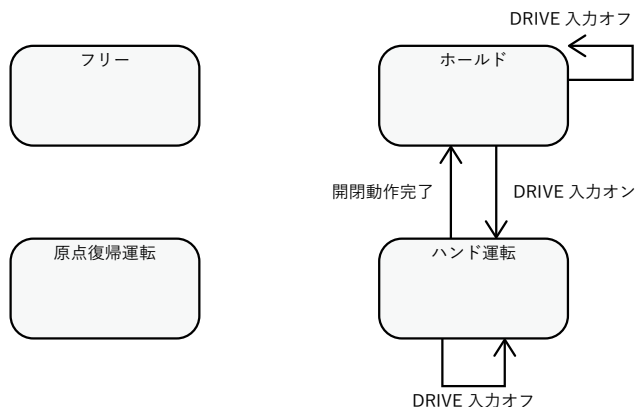 DRIVE 入力オフ
フリー
ホールド
開閉動作完了
DRIVE 入力オン
原点復帰運転
ハンド運転
DRIVE 入力オフ